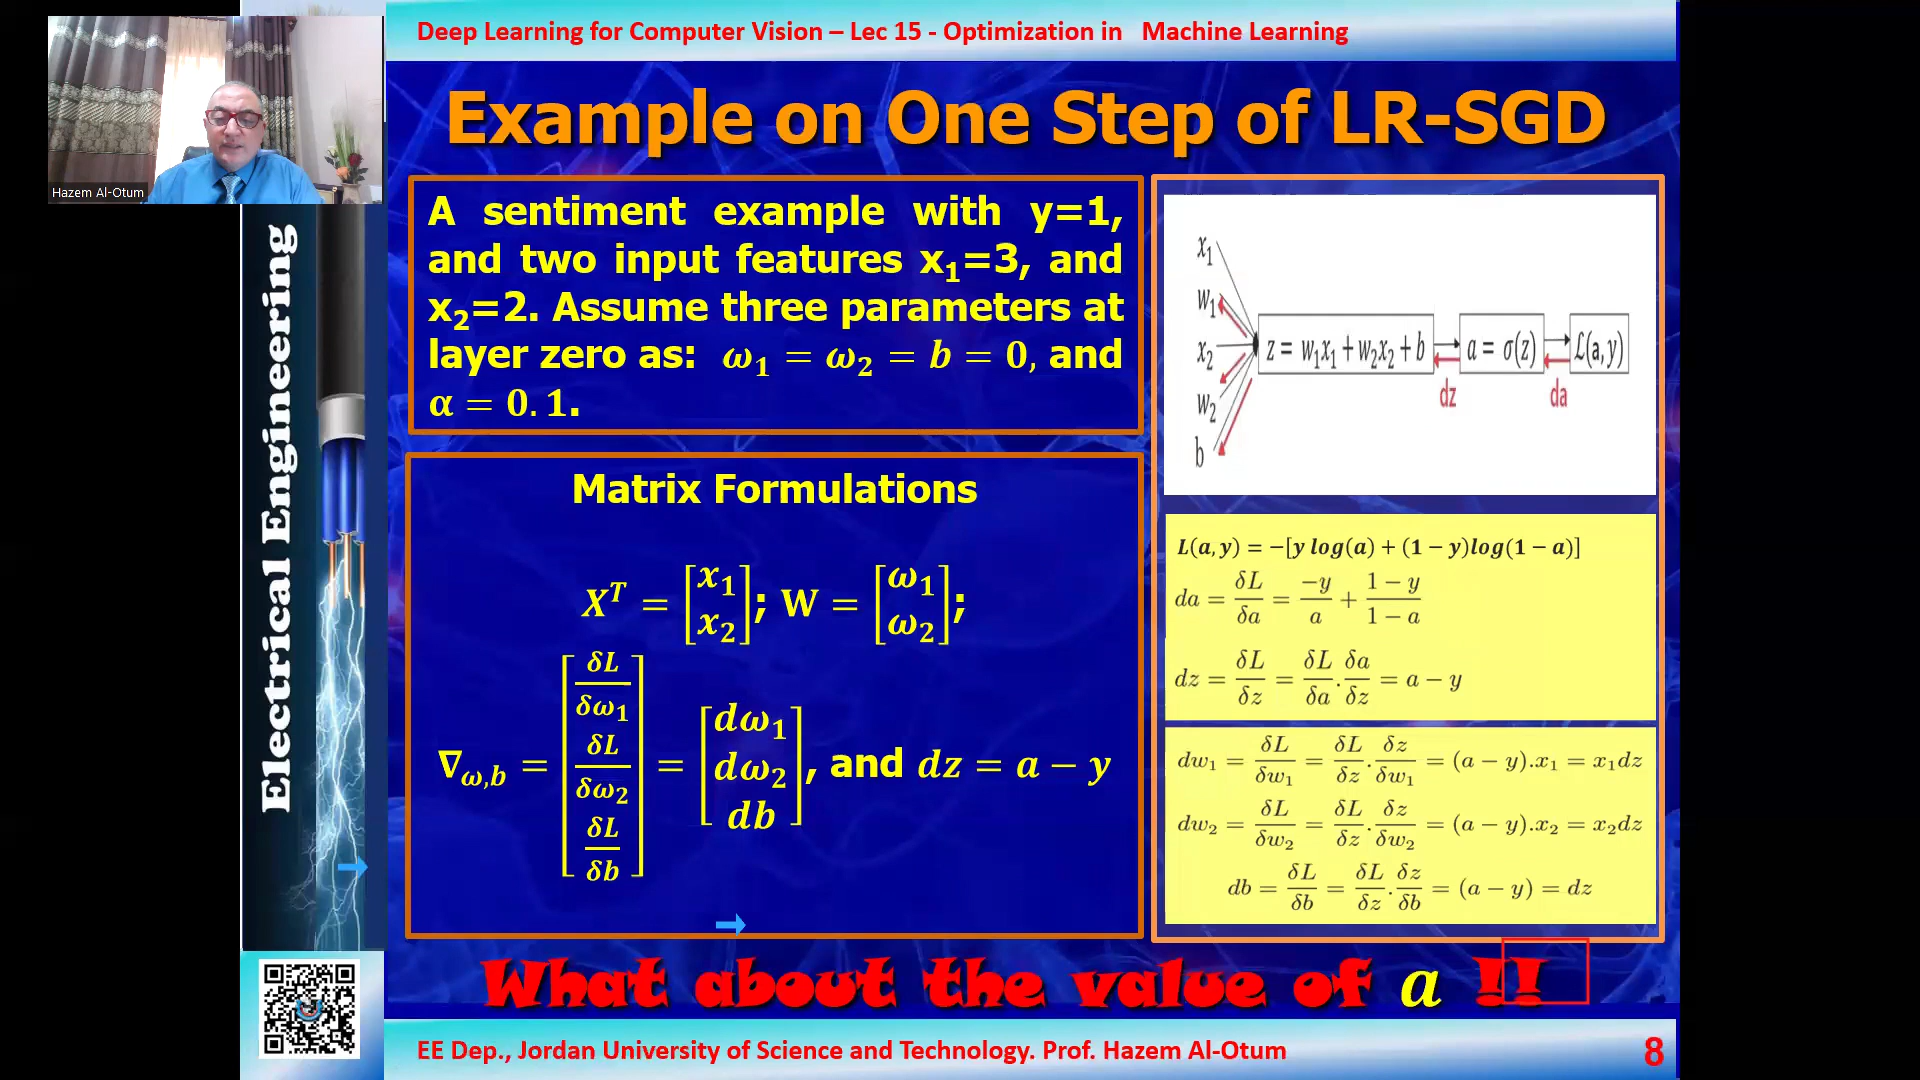 Deep Learning for Computer Vision – Lec 15 - Optimization in Machine Learning
Hazem Al-Otum
Electrical Engineering
Example on One Step of LR-SGD
A sentiment example with y=1,
and two input features x₁=3, and
x₂=2. Assume three parameters at
layer zero as: ω₁ = ω₂ = b = 0, and
α = 0.1.
Matrix Formulations
Xᵀ = [x₁ x₂]; W = [ω₁ ω₂];
∇ω,b = [δL/δω₁ δL/δω₂ δL/δb] = [dω₁ dω₂ db], and dz = a − y
x₁
w₁
x₂
w₂
b
z = w₁x₁ + w₂x₂ + b
a = σ(z)
ℒ(a,y)
dz
da
L(a, y) = −[y log(a) + (1 − y)log(1 − a)]
da = δL/δa = −y/a + (1 − y)/(1 − a)
dz = δL/δz = δL/δa . δa/δz = a − y
dw₁ = δL/δw₁ = δL/δz . δz/δw₁ = (a − y).x₁ = x₁dz
dw₂ = δL/δw₂ = δL/δz . δz/δw₂ = (a − y).x₂ = x₂dz
db = δL/δb = δL/δz . δz/δb = (a − y) = dz
What about the value of a !!
EE Dep., Jordan University of Science and Technology. Prof. Hazem Al-Otum
8